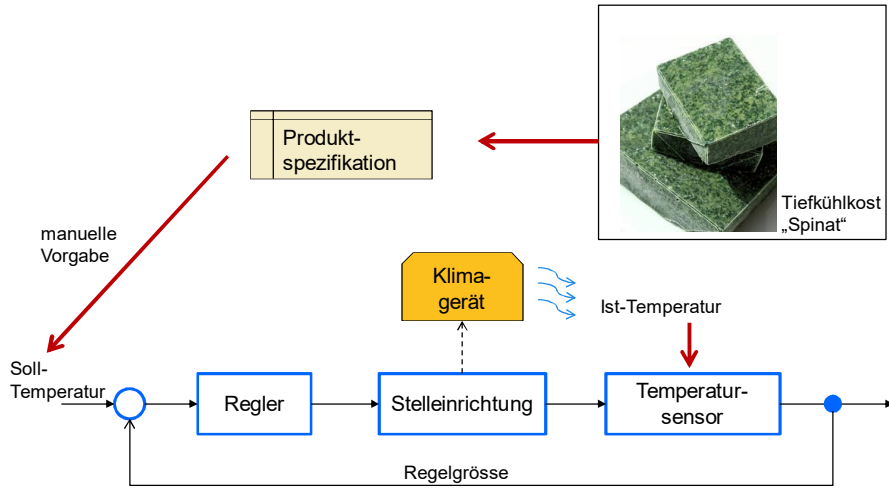 Produkt-
spezifikation
Tiefkühlkost
„Spinat“
manuelle
Vorgabe
Klima-
gerät
Ist-Temperatur
Soll-
Temperatur
Regler
Stelleinrichtung
Temperatur-
sensor
Regelgrösse